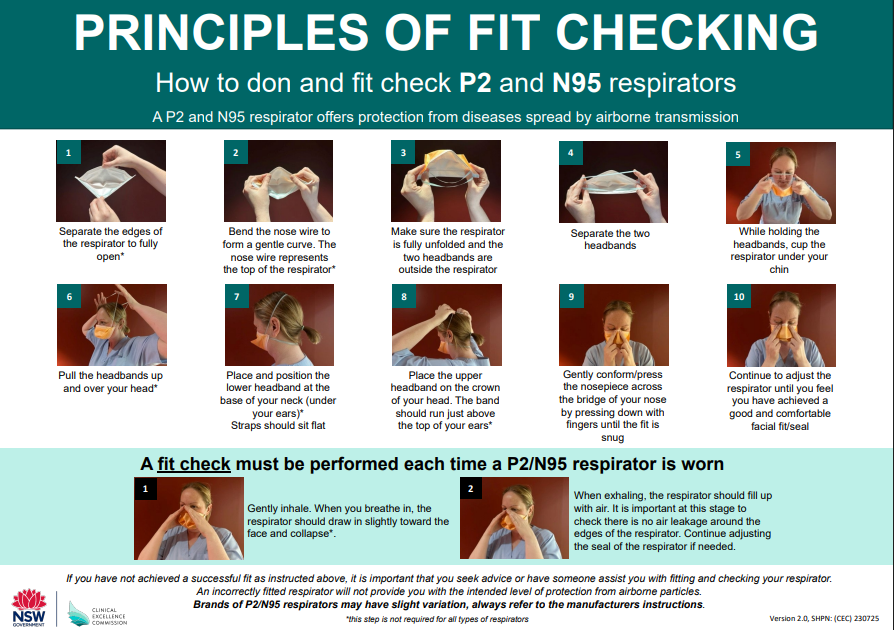 PRINCIPLES OF FIT CHECKING
How to don and fit check P2 and N95 respirators
A P2 and N95 respirator offers protection from diseases spread by airborne transmission
1
Separate the edges of
the respirator to fully
open*
2
Bend the nose wire to
form a gentle curve. The
nose wire represents
the top of the respirator*
3
Make sure the respirator
is fully unfolded and the
two headbands are
outside the respirator
4
Separate the two
headbands
5
While holding the
headbands, cup the
respirator under your
chin
6
Pull the headbands up
and over your head*
7
Place and position the
lower headband at the
base of your neck (under
your ears)*
Straps should sit flat
8
Place the upper
headband on the crown
of your head. The band
should run just above
the top of your ears*
9
Gently conform/press
the nosepiece across
the bridge of your nose
by pressing down with
fingers until the fit is
snug
10
Continue to adjust the
respirator until you feel
you have achieved a
good and comfortable
facial fit/seal
A fit check must be performed each time a P2/N95 respirator is worn
1
Gently inhale. When you breathe in, the
respirator should draw in slightly toward the
face and collapse*.
2
When exhaling, the respirator should fill up
with air. It is important at this stage to
check there is no air leakage around the
edges of the respirator. Continue adjusting
the seal of the respirator if needed.
If you have not achieved a successful fit as instructed above, it is important that you seek advice or have someone assist you with fitting and checking your respirator.
An incorrectly fitted respirator will not provide you with the intended level of protection from airborne particles.
Brands of P2/N95 respirators may have slight variation, always refer to the manufacturers instructions.
*this step is not required for all types of respirators
NSW
GOVERNMENT
CLINICAL
EXCELLENCE
COMMISSION
Version 2.0, SHPN: (CEC) 230725